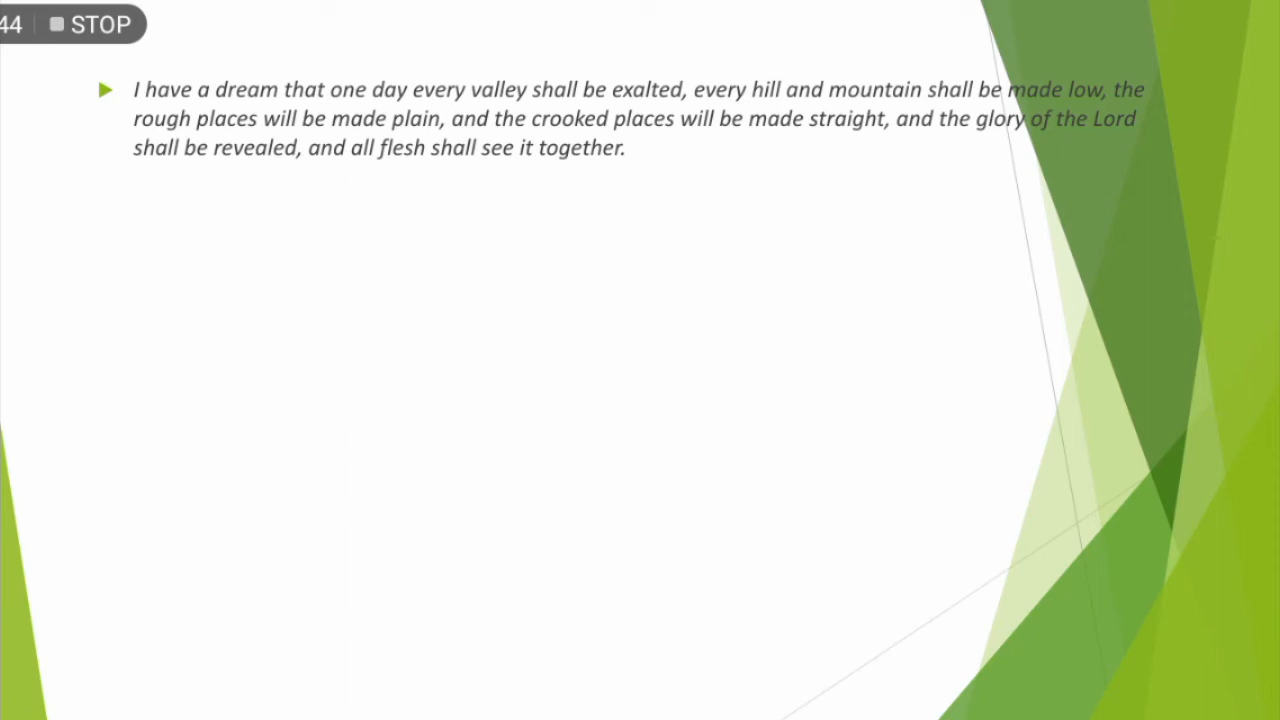 44 STOP
I have a dream that one day every valley shall be exalted, every hill and mountain shall be made low, the
rough places will be made plain, and the crooked places will be made straight, and the glory of the Lord
shall be revealed, and all flesh shall see it together.